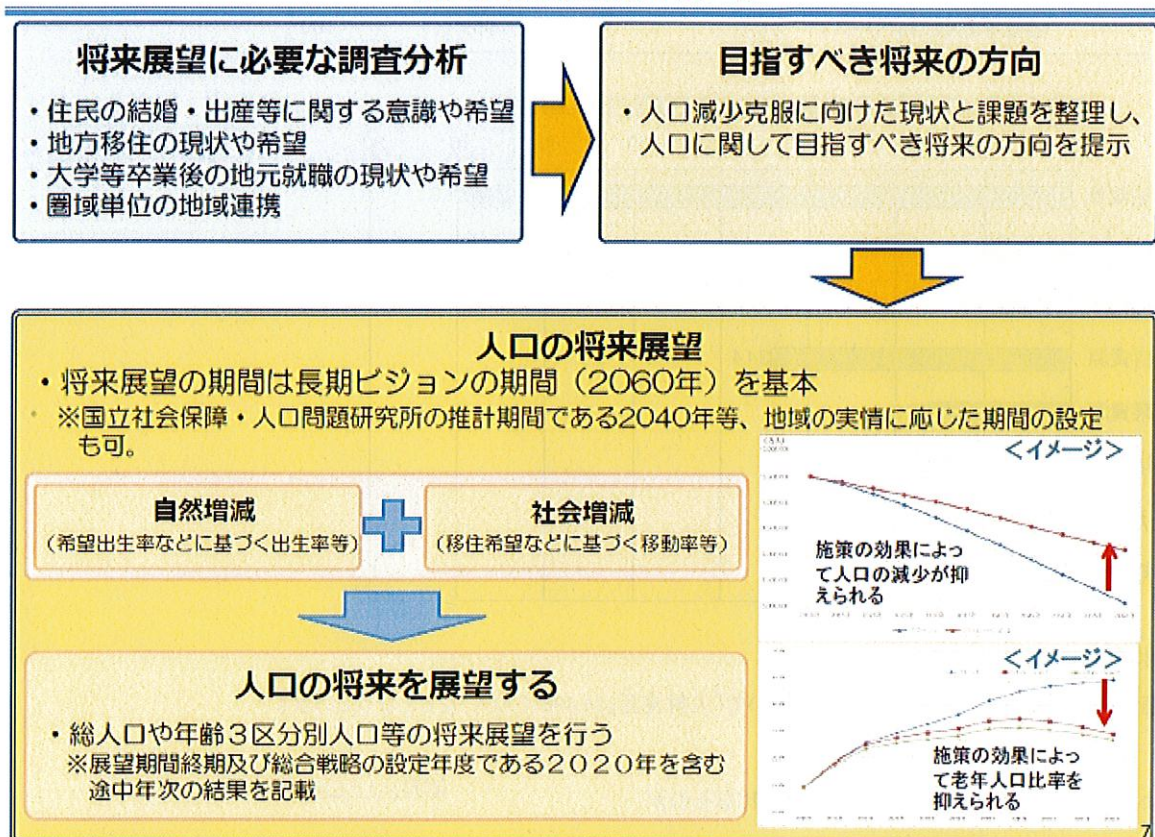 将来展望に必要な調査分析
・住民の結婚・出産等に関する意識や希望
・地方移住の現状や希望
・大学等卒業後の地元就職の現状や希望
・圏域単位の地域連携
目指すべき将来の方向
・人口減少克服に向けた現状と課題を整理し、
人口に関して目指すべき将来の方向を提示
人口の将来展望
・将来展望の期間は長期ビジョンの期間（2060年）を基本
※国立社会保障・人口問題研究所の推計期間である2040年等、地域の実情に応じた期間の設定
も可。
自然増減
（希望出生率などに基づく出生率等）
社会増減
（移住希望などに基づく移動率等）
人口の将来を展望する
・総人口や年齢３区分別人口等の将来展望を行う
※展望期間終期及び総合戦略の設定年度である２０２０年を含む
途中年次の結果を記載
＜イメージ＞
施策の効果によっ
て人口の減少が抑
えられる
＜イメージ＞
施策の効果によっ
て老年人口比率を
抑えられる
7